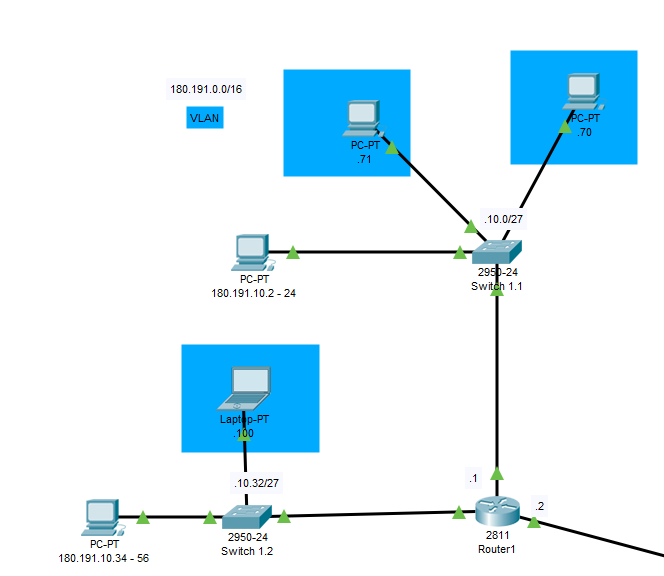 180.191.0.0/16
VLAN
PC-PT
.71
PC-PT
.70
.10.0/27
2950-24
Switch 1.1
PC-PT
180.191.10.2 - 24
Laptop-PT
.100
.10.32/27
2950-24
Switch 1.2
PC-PT
180.191.10.34 - 56
.1
.2
2811
Router1